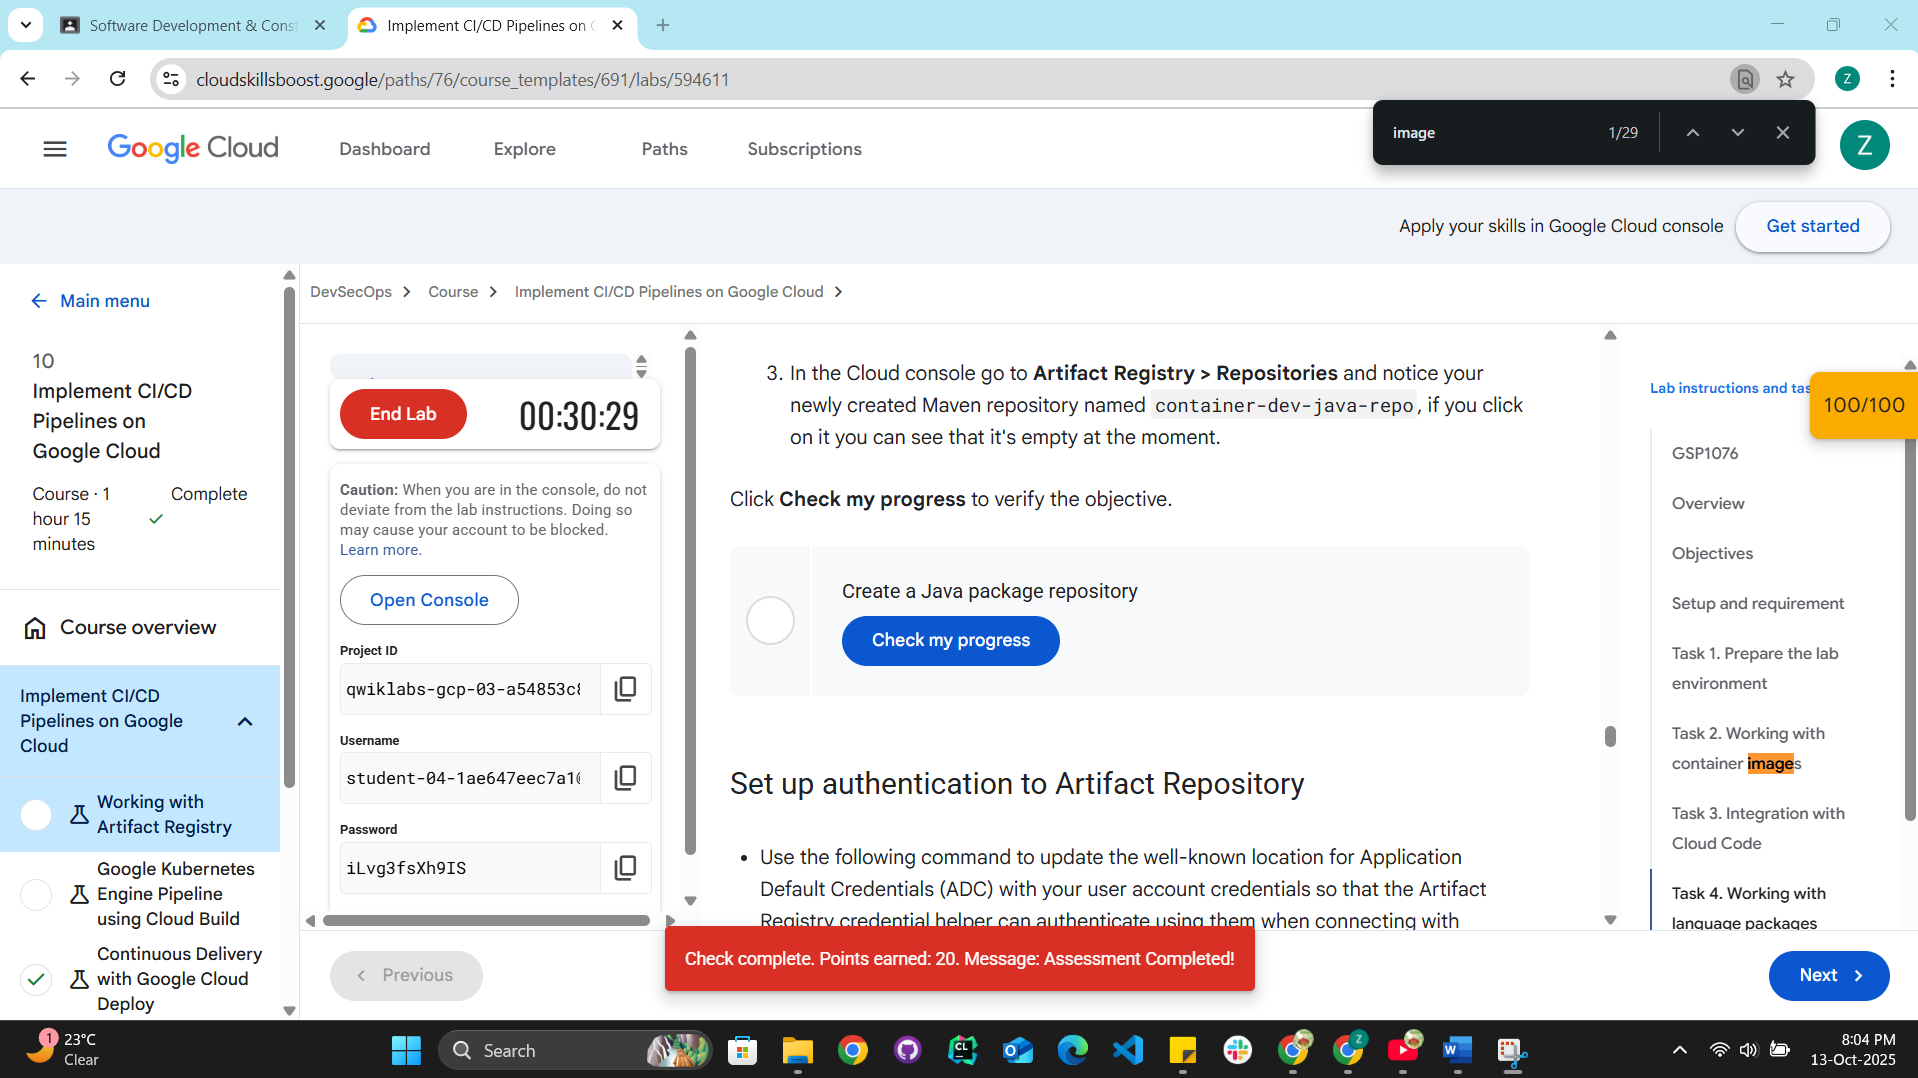 Software Development & Const
Implement CI/CD Pipelines on G
cloudskillsboost.google/paths/76/course_templates/691/labs/594611
Z
image
1/29
Google Cloud
Dashboard
Explore
Paths
Subscriptions
Z
Apply your skills in Google Cloud console
Get started
Main menu
10
Implement CI/CD
Pipelines on
Google Cloud
Course · 1
hour 15
minutes
Complete
Course overview
Implement CI/CD
Pipelines on Google
Cloud
Working with
Artifact Registry
Google Kubernetes
Engine Pipeline
using Cloud Build
Continuous Delivery
with Google Cloud
Deploy
DevSecOps
Course
Implement CI/CD Pipelines on Google Cloud
End Lab
00:30:29
Caution: When you are in the console, do not
deviate from the lab instructions. Doing so
may cause your account to be blocked.
Learn more.
Open Console
Project ID
qwiklabs-gcp-03-a54853c8
Username
student-04-1ae647eec7a10
Password
iLvg3fsXh9IS
3. In the Cloud console go to Artifact Registry > Repositories and notice your
newly created Maven repository named container-dev-java-repo, if you click
on it you can see that it's empty at the moment.
Click Check my progress to verify the objective.
Create a Java package repository
Check my progress
Set up authentication to Artifact Repository
• Use the following command to update the well-known location for Application
Default Credentials (ADC) with your user account credentials so that the Artifact
Registry credential helper can authenticate using them when connecting with
Lab instructions and tas
100/100
GSP1076
Overview
Objectives
Setup and requirement
Task 1. Prepare the lab
environment
Task 2. Working with
container images
Task 3. Integration with
Cloud Code
Task 4. Working with
language packages
Previous
Check complete. Points earned: 20. Message: Assessment Completed!
Next
1
23°C
Clear
Search
8:04 PM
13-Oct-2025